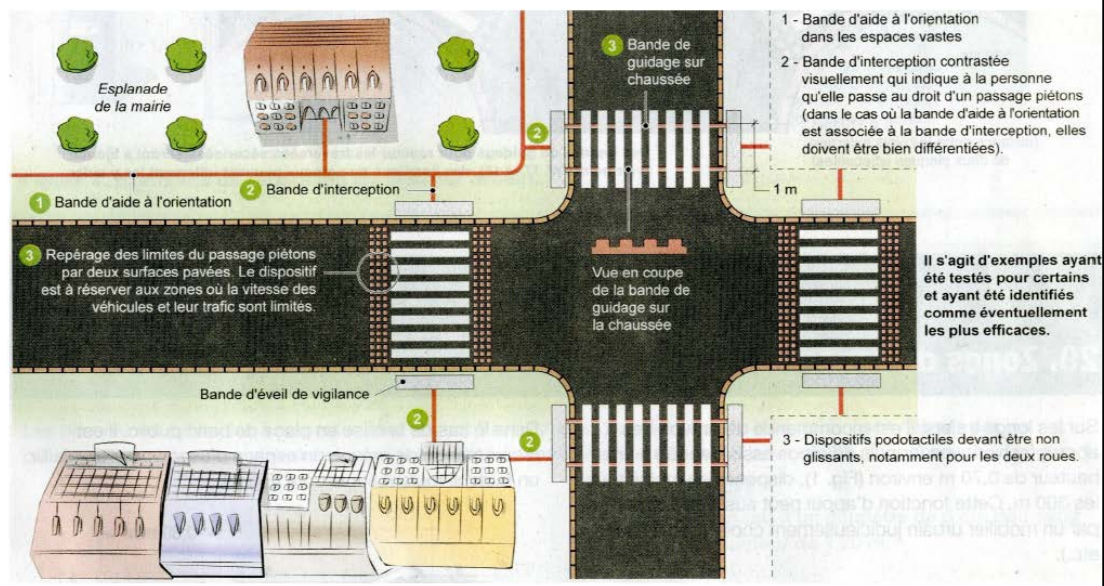 1 - Bande d'aide à l'orientation
dans les espaces vastes
2 - Bande d'interception contrastée
visuellement qui indique à la personne
qu'elle passe au droit d'un passage piétons
(dans le cas où la bande d'aide à l'orientation
est associée à la bande d'interception, elles
doivent être bien différentiées).
Esplanade
de la mairie
3 Bande de
guidage sur
chaussée
2
1 m
2 Bande d'interception
1 Bande d'aide à l'orientation
3 Repérage des limites du passage piétons
par deux surfaces pavées. Le dispositif
est à réserver aux zones où la vitesse des
véhicules et leur trafic sont limités.
Vue en coupe
de la bande de
guidage sur
la chaussée
Il s'agit d'exemples ayant
été testés pour certains
et ayant été identifiés
comme éventuellement
les plus efficaces.
Bande d'éveil de vigilance
2
2
3 - Dispositifs podotactiles devant être non
glissants, notamment pour les deux roues.